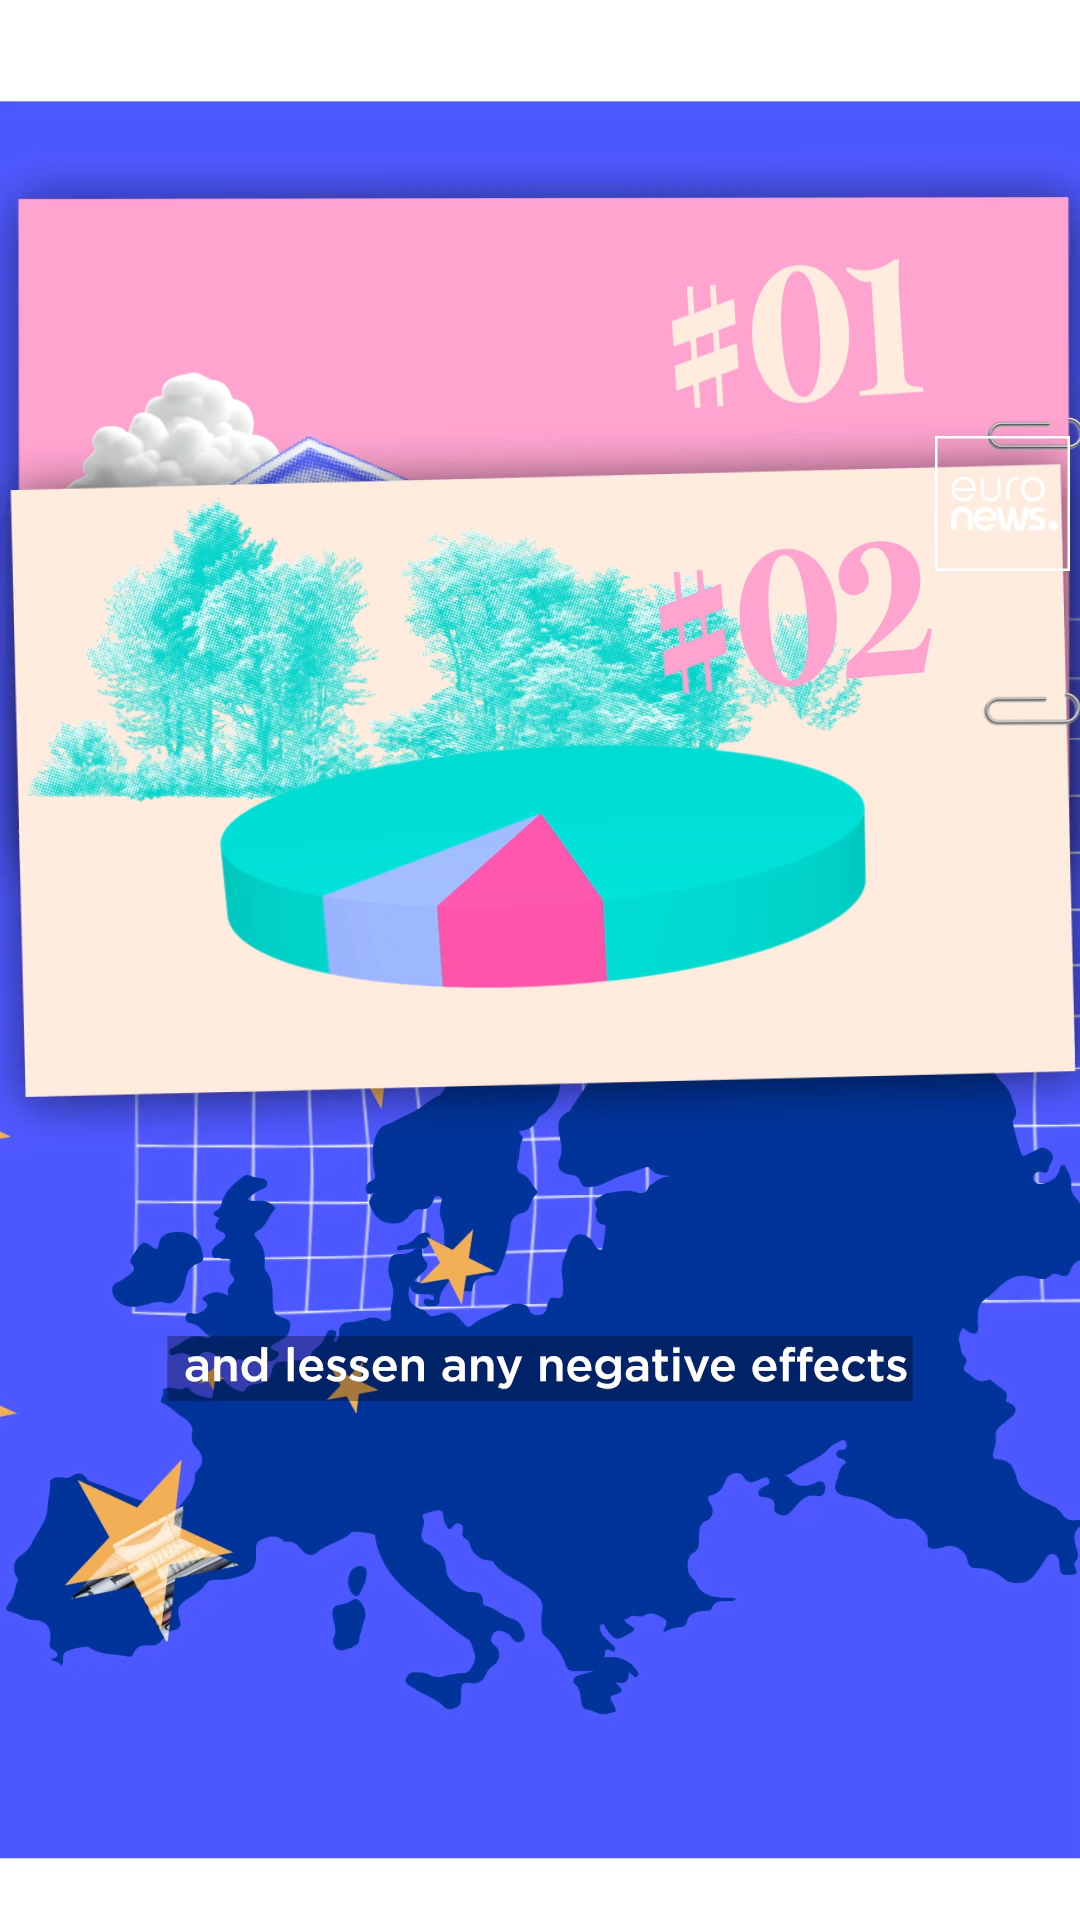 #01
euro
news.
#02
and lessen any negative effects